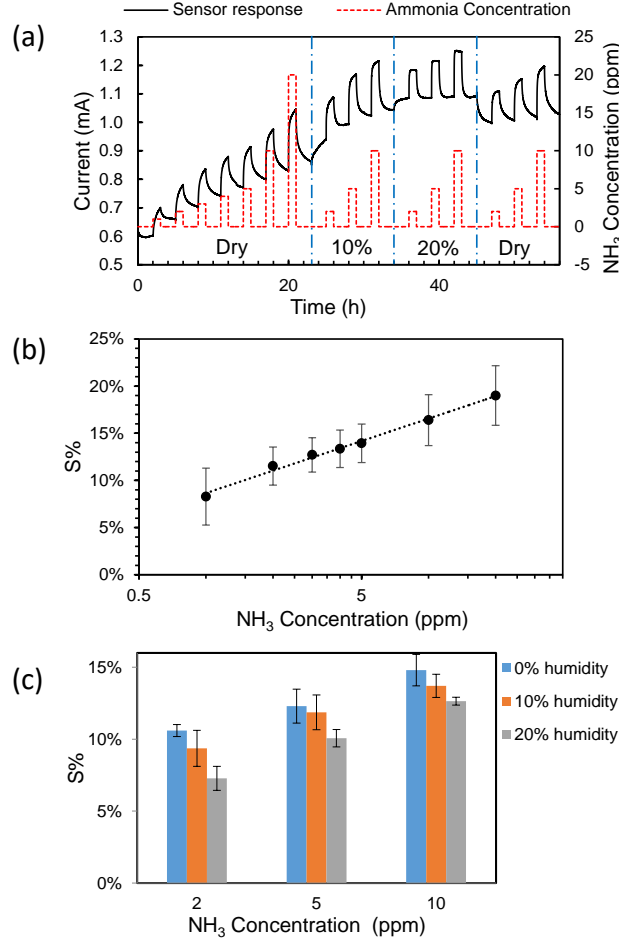 Sensor response
Ammonia Concentration
(a)
1.3
1.2
1.1
1.0
0.9
0.8
0.7
0.6
0.5
Current (mA)
25
20
15
10
5
0
-5
NH₃ Concentration (ppm)
Dry
10%
20%
Dry
0
20
40
Time (h)
(b)
25%
20%
15%
10%
5%
0%
S%
0.5
5
NH₃ Concentration (ppm)
(c)
15%
10%
5%
0%
S%
0% humidity
10% humidity
20% humidity
2
5
10
NH₃ Concentration (ppm)